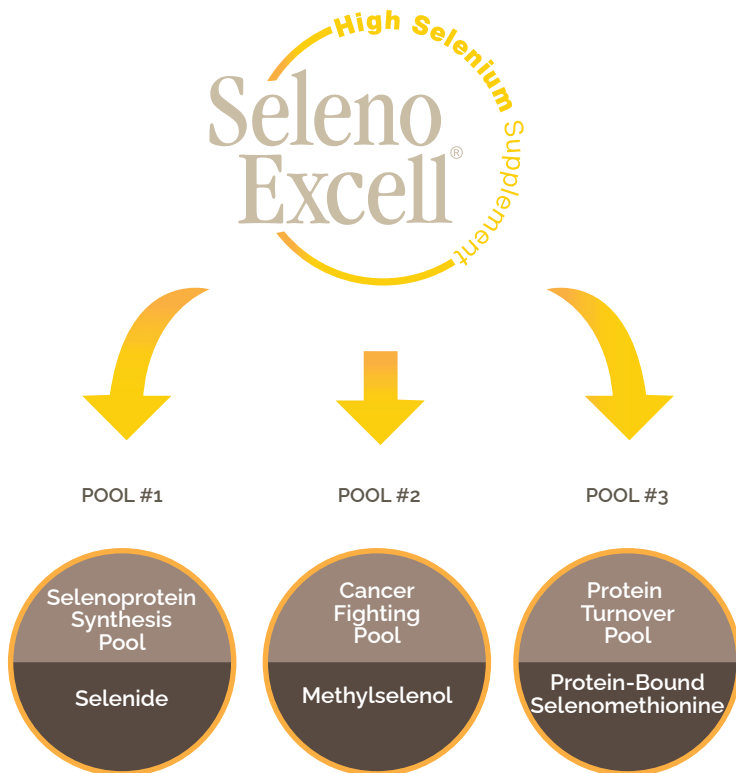 High Selenium Supplement
Seleno
Excell®
POOL #1
POOL #2
POOL #3
Selenoprotein
Synthesis
Pool
Selenide
Cancer
Fighting
Pool
Methylselenol
Protein
Turnover
Pool
Protein-Bound
Selenomethionine